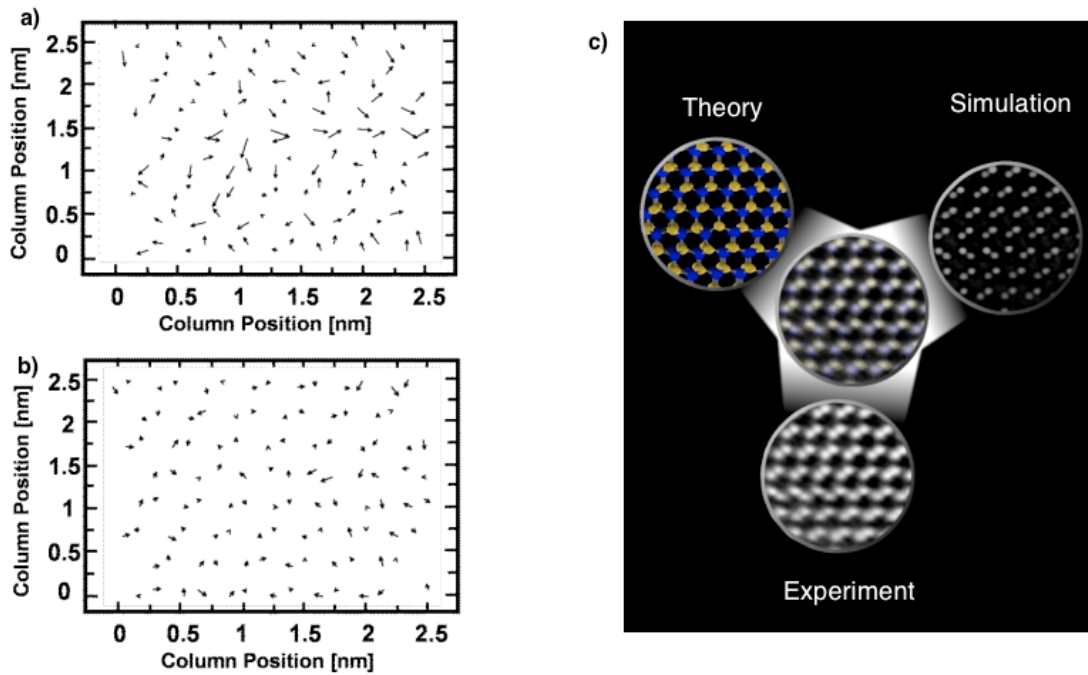 a)
Column Position [nm]
2.5
2
1.5
1
0.5
0
0 0.5 1 1.5 2 2.5
Column Position [nm]
b)
Column Position [nm]
2.5
2
1.5
1
0.5
0
0 0.5 1 1.5 2 2.5
Column Position [nm]
c)
Theory
Simulation
Experiment